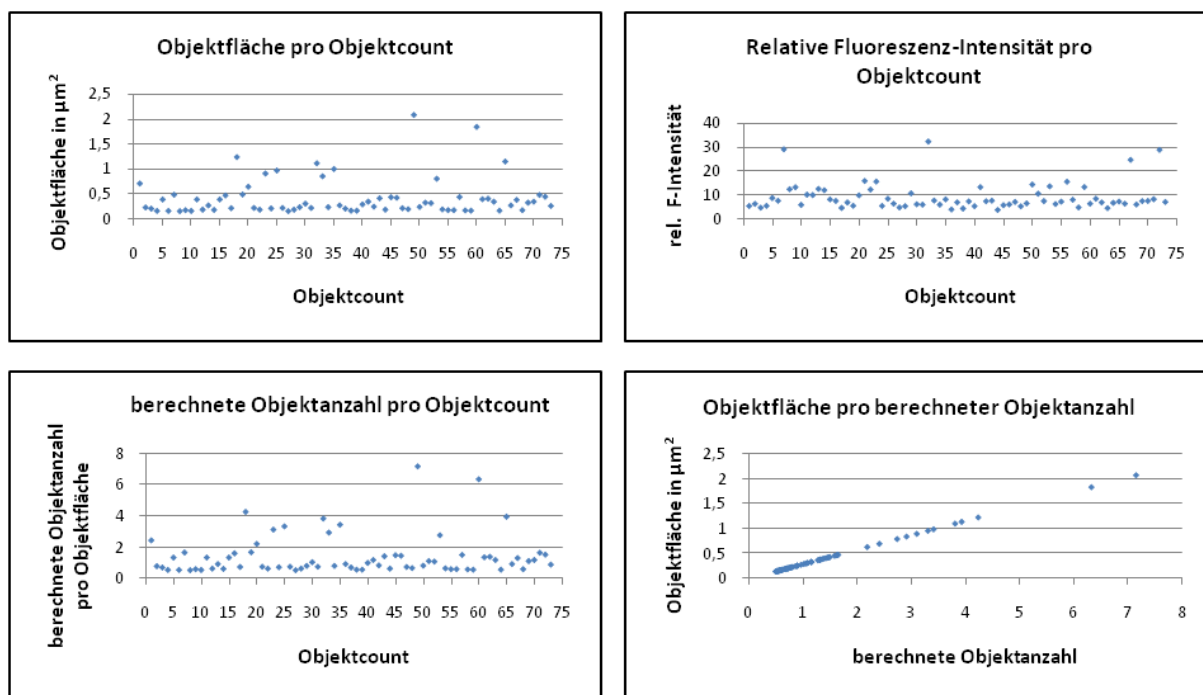 Objektfläche pro Objektcount
Objektfläche in µm²
2,5
2
1,5
1
0,5
0
0 5 10 15 20 25 30 35 40 45 50 55 60 65 70 75
Objektcount
Relative Fluoreszenz-Intensität pro
Objektcount
rel. F-Intensität
40
30
20
10
0
0 5 10 15 20 25 30 35 40 45 50 55 60 65 70 75
Objektcount
berechnete Objektanzahl pro Objektcount
berechnete Objektanzahl
pro Objektfläche
8
6
4
2
0
0 5 10 15 20 25 30 35 40 45 50 55 60 65 70 75
Objektcount
Objektfläche pro berechneter Objektanzahl
Objektfläche in µm²
2,5
2
1,5
1
0,5
0
0 1 2 3 4 5 6 7 8
berechnete Objektanzahl